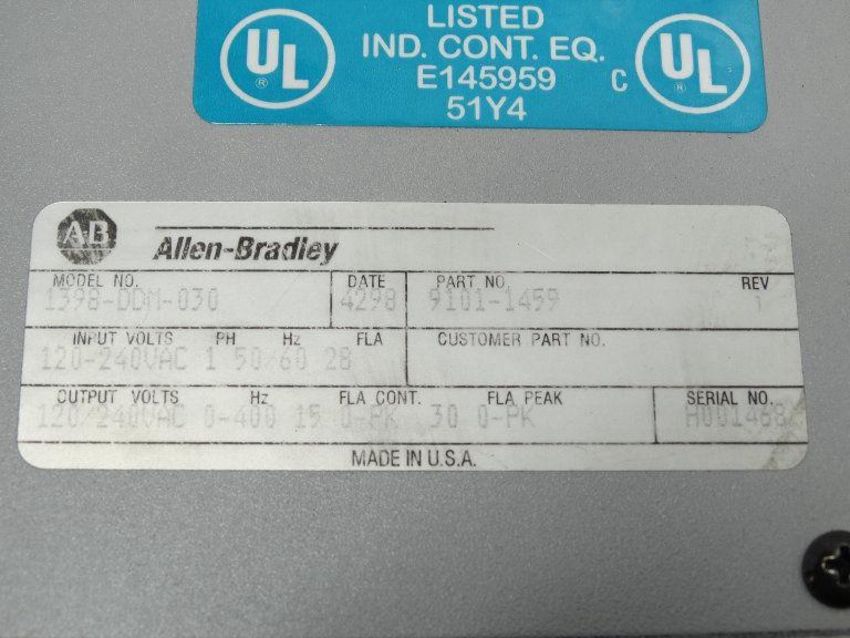 LISTED
IND. CONT. EQ.
E145959
51Y4
UL ®
C UL ®
AB
Allen-Bradley
MODEL NO. DATE PART NO. REV
1398-DDM-030 4298 9101-1459
INPUT VOLTS PH Hz FLA CUSTOMER PART NO.
120-240VAC 1 50/60 28
OUTPUT VOLTS Hz FLA CONT. FLA PEAK SERIAL NO.
120/240VAC 0-400 15 0-PK 30 0-PK
MADE IN U.S.A.